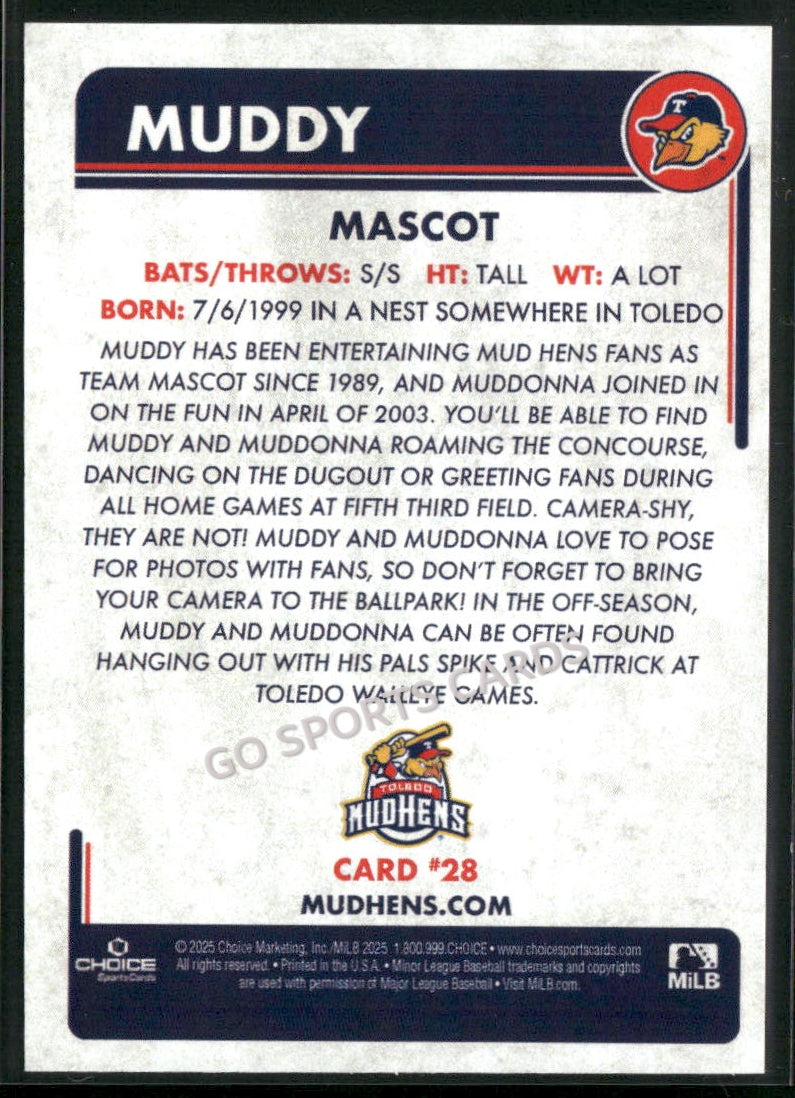 MUDDY
T
MASCOT
BATS/THROWS: S/S HT: TALL WT: A LOT
BORN: 7/6/1999 IN A NEST SOMEWHERE IN TOLEDO
MUDDY HAS BEEN ENTERTAINING MUD HENS FANS AS
TEAM MASCOT SINCE 1989, AND MUDDONNA JOINED IN
ON THE FUN IN APRIL OF 2003. YOU'LL BE ABLE TO FIND
MUDDY AND MUDDONNA ROAMING THE CONCOURSE,
DANCING ON THE DUGOUT OR GREETING FANS DURING
ALL HOME GAMES AT FIFTH THIRD FIELD. CAMERA-SHY,
THEY ARE NOT! MUDDY AND MUDDONNA LOVE TO POSE
FOR PHOTOS WITH FANS, SO DON'T FORGET TO BRING
YOUR CAMERA TO THE BALLPARK! IN THE OFF-SEASON,
MUDDY AND MUDDONNA CAN BE OFTEN FOUND
HANGING OUT WITH HIS PALS SPIKE AND CATTRICK AT
TOLEDO WALLEYE GAMES.
GO SPORTS CARDS
TOLEDO
MUDHENS
CARD #28
MUDHENS.COM
CHOICE
SportsCards
© 2025 Choice Marketing, Inc./MiLB 2025 1.800.999.CHOICE • www.choicesportscards.com
All rights reserved. • Printed in the U.S.A. • Minor League Baseball trademarks and copyrights
are used with permission of Major League Baseball • Visit MiLB.com.
MiLB